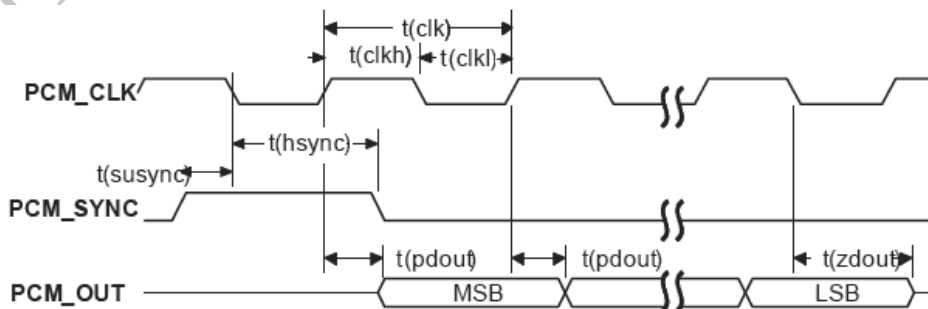 t(clk)
t(clkh)
t(clkl)
PCM_CLK
t(hsync)
t(susync)
PCM_SYNC
t(pdout)
t(pdout)
t(zdout)
PCM_OUT
MSB
LSB